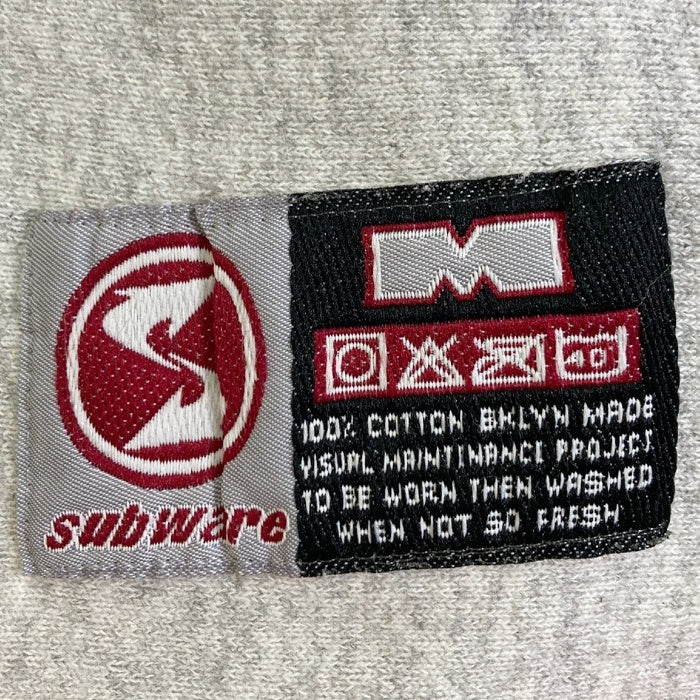 subware
M
40
100% COTTON BKLYN MADE
VISUAL MAINTINANCE PROJECT
TO BE WORN THEN WASHED
WHEN NOT SO FRESH